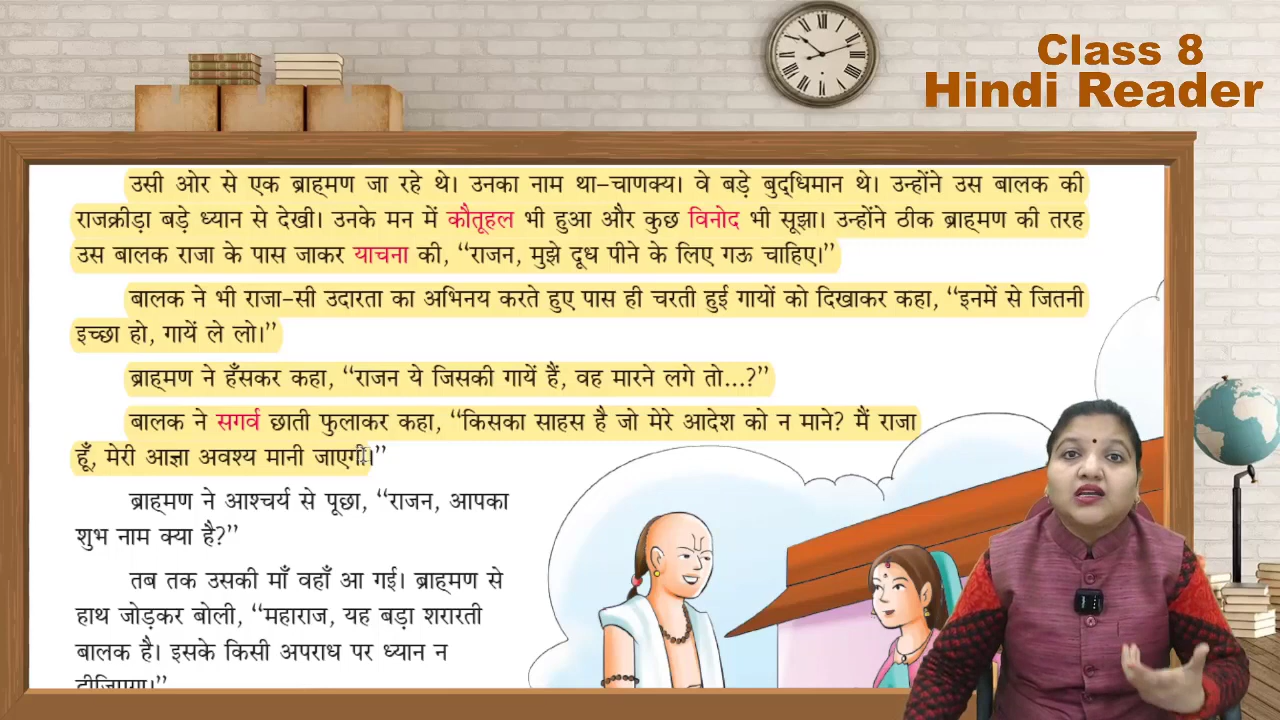 Class 8
Hindi Reader
उसी ओर से एक ब्राह्मण जा रहे थे। उनका नाम था–चाणक्य। वे बड़े बुद्धिमान थे। उन्होंने उस बालक की
राजक्रीड़ा बड़े ध्यान से देखी। उनके मन में कौतूहल भी हुआ और कुछ विनोद भी सूझा। उन्होंने ठीक ब्राह्मण की तरह
उस बालक राजा के पास जाकर याचना की, “राजन, मुझे दूध पीने के लिए गऊ चाहिए।”
बालक ने भी राजा–सी उदारता का अभिनय करते हुए पास ही चरती हुई गायों को दिखाकर कहा, “इनमें से जितनी
इच्छा हो, गायें ले लो।”
ब्राह्मण ने हँसकर कहा, “राजन ये जिसकी गायें हैं, वह मारने लगे तो...?”
बालक ने सगर्व छाती फुलाकर कहा, “किसका साहस है जो मेरे आदेश को न माने? मैं राजा
हूँ, मेरी आज्ञा अवश्य मानी जाएगी।”
ब्राह्मण ने आश्चर्य से पूछा, “राजन, आपका
शुभ नाम क्या है?”
तब तक उसकी माँ वहाँ आ गई। ब्राह्मण से
हाथ जोड़कर बोली, “महाराज, यह बड़ा शरारती
बालक है। इसके किसी अपराध पर ध्यान न